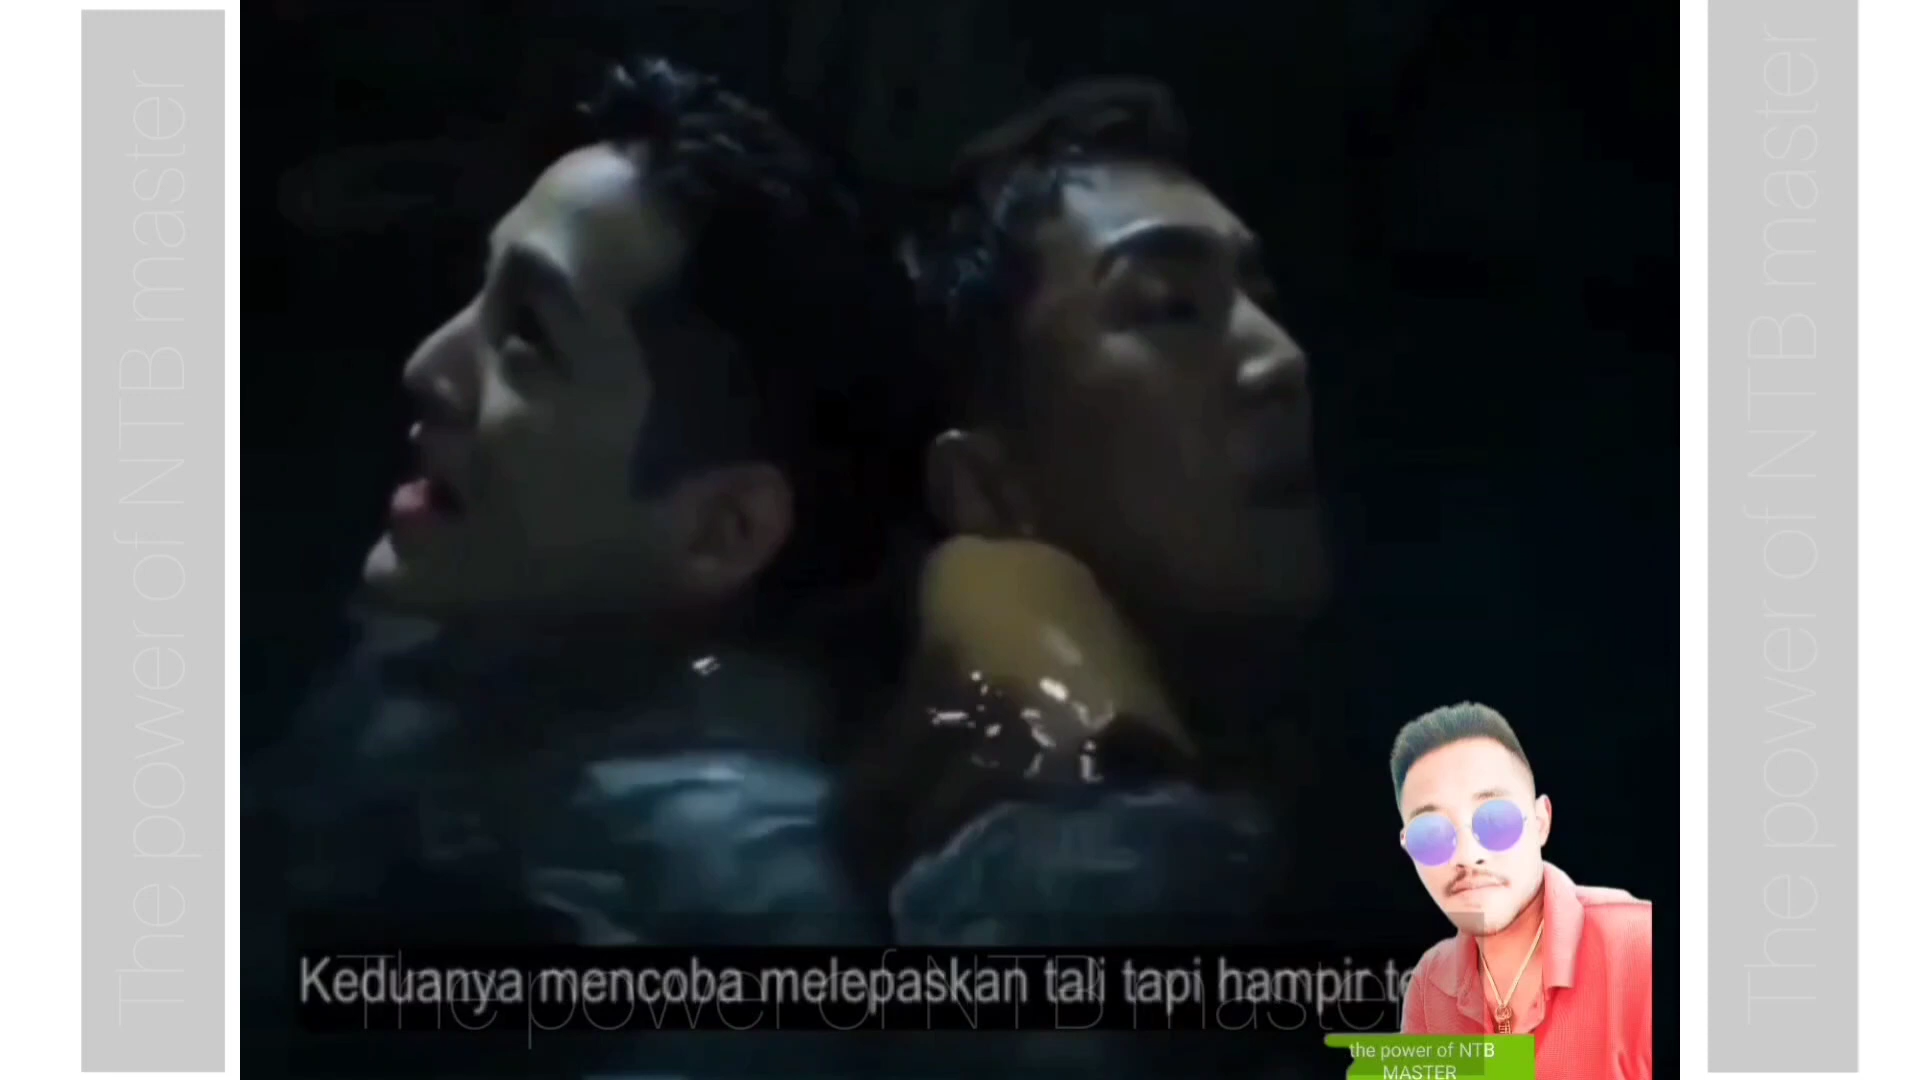 The power of NTB master
Keduanya mencoba melepaskan tali tapi hampir
The power of NTB master
the power of NTB
MASTER
The power of NTB master